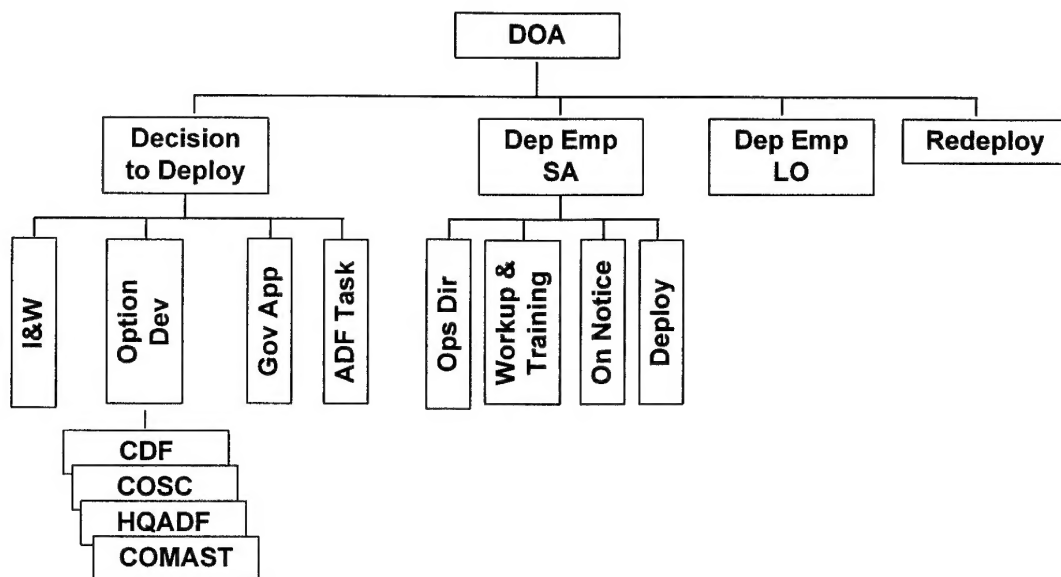 DOA
Decision
to Deploy
Dep Emp
SA
Dep Emp
LO
Redeploy
I&W
Option
Dev
Gov App
ADF Task
Ops Dir
Workup &
Training
On Notice
Deploy
CDF
COSC
HQADF
COMAST